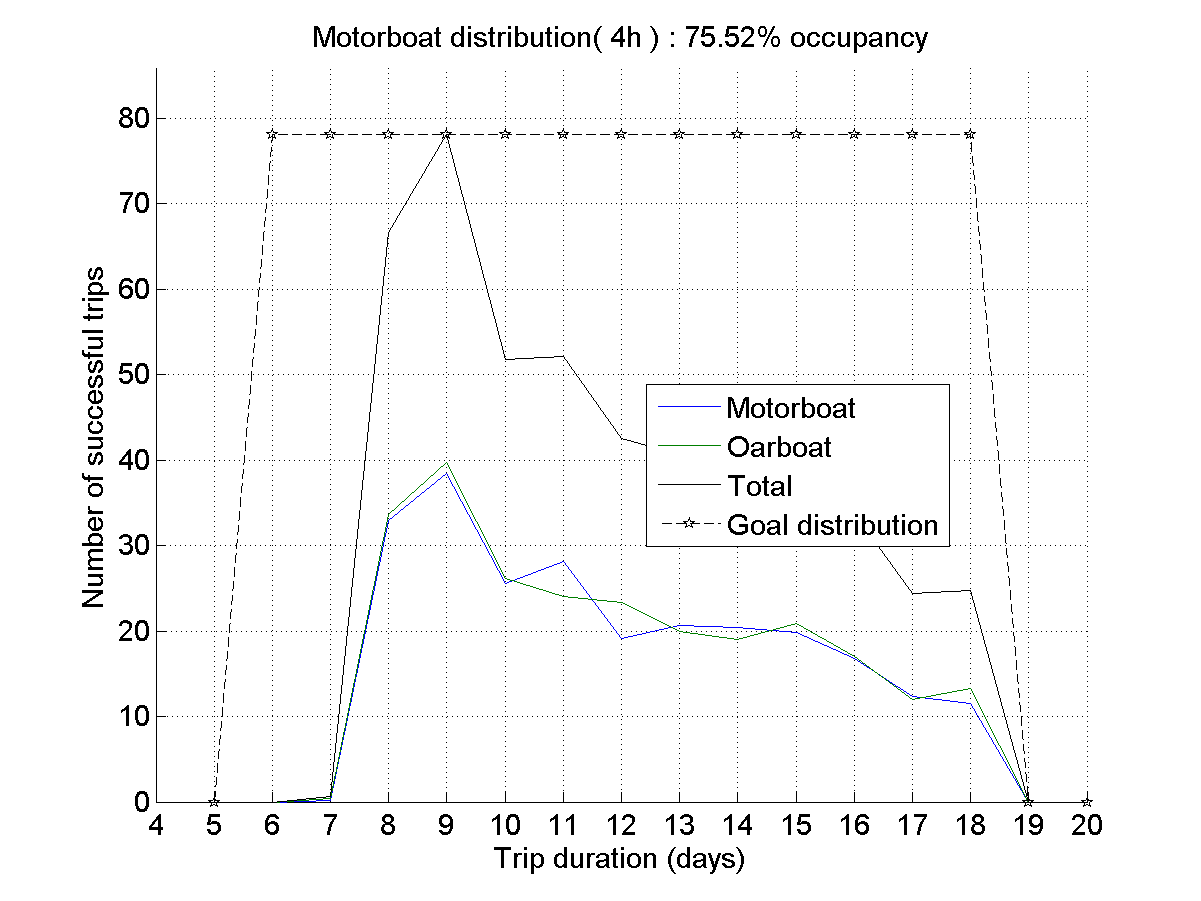 Motorboat distribution( 4h ) : 75.52% occupancy
Number of successful trips
80
70
60
50
40
30
20
10
0
Motorboat
Oarboat
Total
Goal distribution
4 5 6 7 8 9 10 11 12 13 14 15 16 17 18 19 20
Trip duration (days)